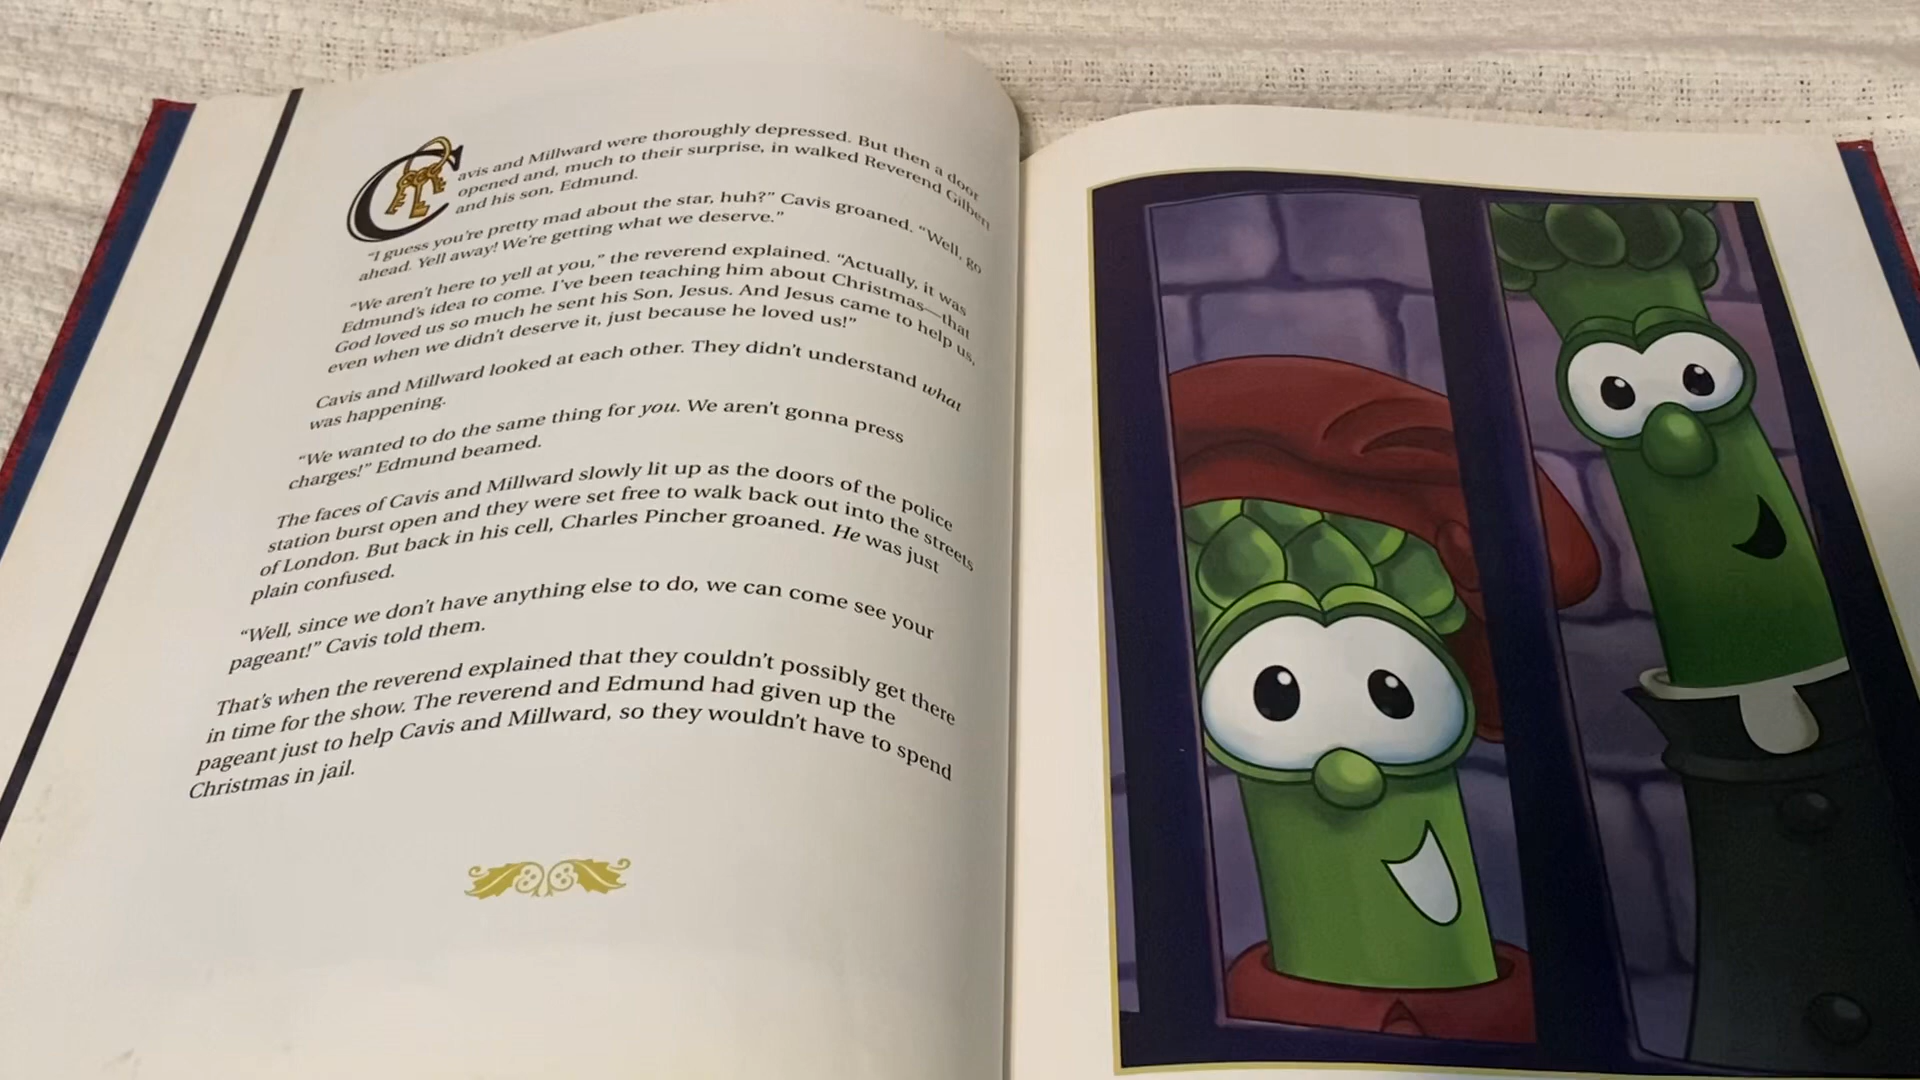 Cavis and Millward were thoroughly depressed. But then a door
opened and, much to their surprise, in walked Reverend Gilbert
and his son, Edmund.
“I guess you’re pretty mad about the star, huh?” Cavis groaned. “Well, go
ahead. Yell away! We’re getting what we deserve.”
“We aren’t here to yell at you,” the reverend explained. “Actually, it was
Edmund’s idea to come. I’ve been teaching him about Christmas—that
God loved us so much he sent his Son, Jesus. And Jesus came to help us,
even when we didn’t deserve it, just because he loved us!”
Cavis and Millward looked at each other. They didn’t understand what
was happening.
“We wanted to do the same thing for you. We aren’t gonna press
charges!” Edmund beamed.
The faces of Cavis and Millward slowly lit up as the doors of the police
station burst open and they were set free to walk back out into the streets
of London. But back in his cell, Charles Pincher groaned. He was just
plain confused.
“Well, since we don’t have anything else to do, we can come see your
pageant!” Cavis told them.
That’s when the reverend explained that they couldn’t possibly get there
in time for the show. The reverend and Edmund had given up the
pageant just to help Cavis and Millward, so they wouldn’t have to spend
Christmas in jail.